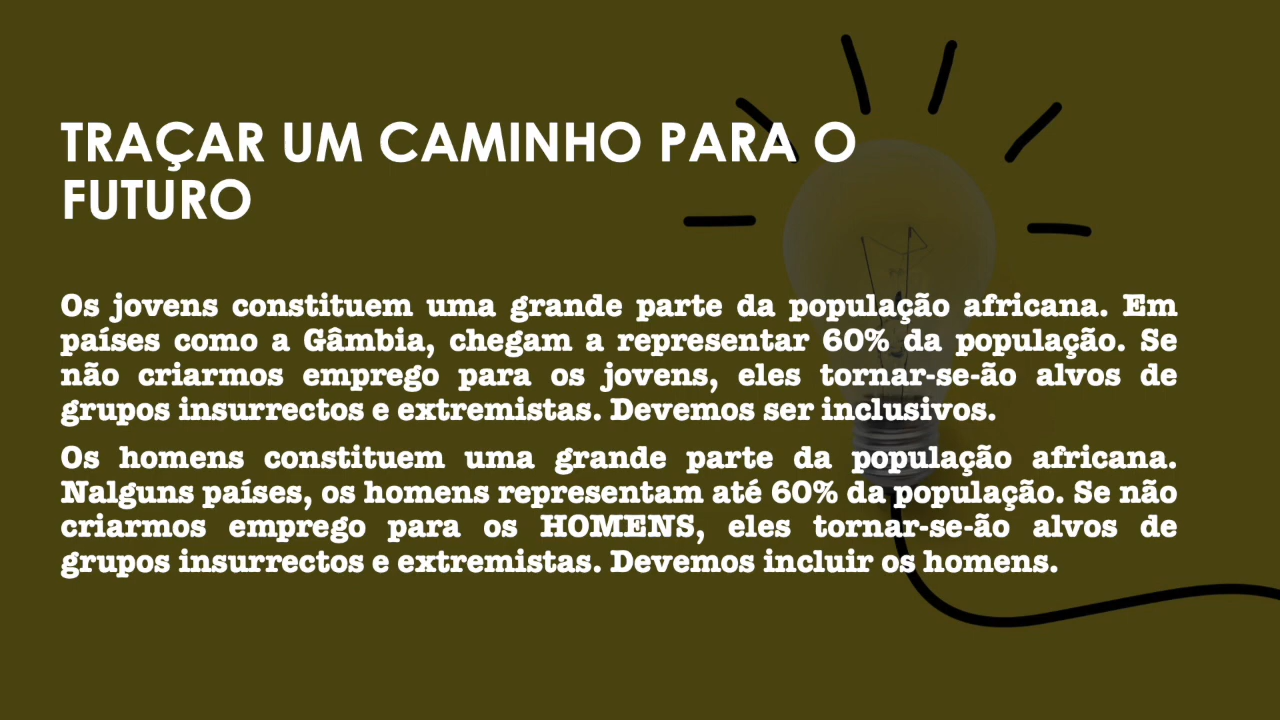 TRAÇAR UM CAMINHO PARA O
FUTURO
Os jovens constituem uma grande parte da população africana. Em
países como a Gâmbia, chegam a representar 60% da população. Se
não criarmos emprego para os jovens, eles tornar-se-ão alvos de
grupos insurrectos e extremistas. Devemos ser inclusivos.
Os homens constituem uma grande parte da população africana.
Nalguns países, os homens representam até 60% da população. Se não
criarmos emprego para os HOMENS, eles tornar-se-ão alvos de
grupos insurrectos e extremistas. Devemos incluir os homens.